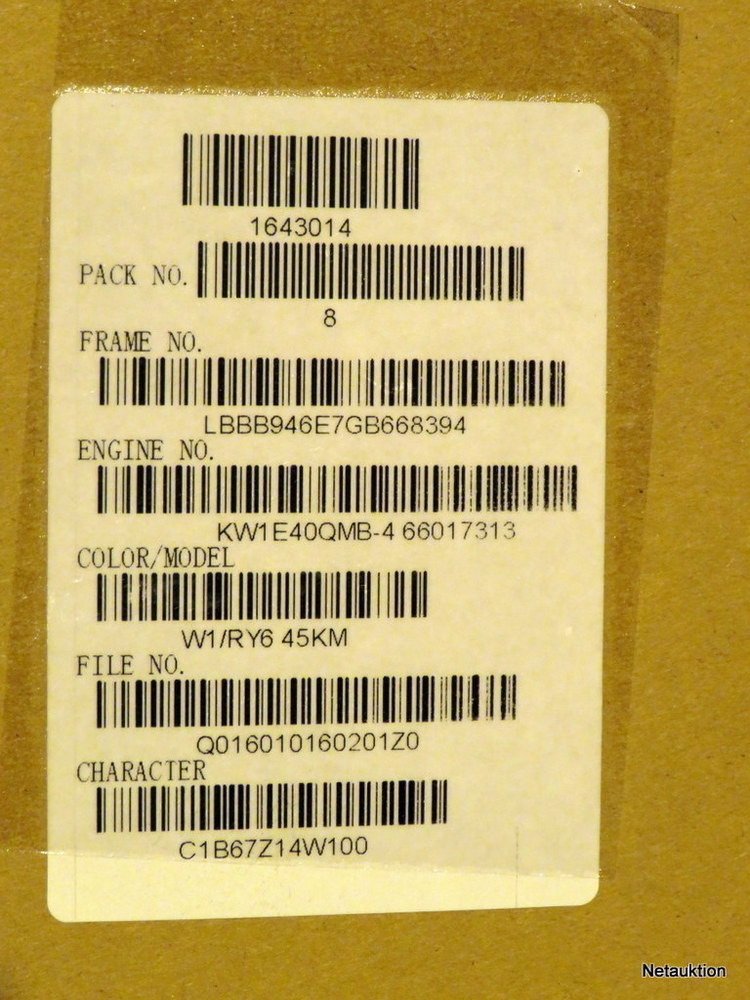 1643014
PACK NO.
8
FRAME NO.
LBBB946E7GB668394
ENGINE NO.
KW1E40QMB-4 66017313
COLOR/MODEL
W1/RY6 45KM
FILE NO.
Q016010160201Z0
CHARACTER
C1B67Z14W100
Netauktion